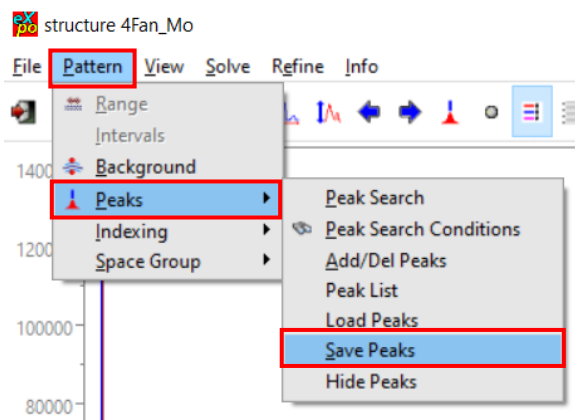 expo structure 4Fan_Mo
File Pattern View Solve Refine Info
Range
Intervals
Background
Peaks
Indexing
Space Group
Peak Search
Peak Search Conditions
Add/Del Peaks
Peak List
Load Peaks
Save Peaks
Hide Peaks
1400
1200
100000
80000